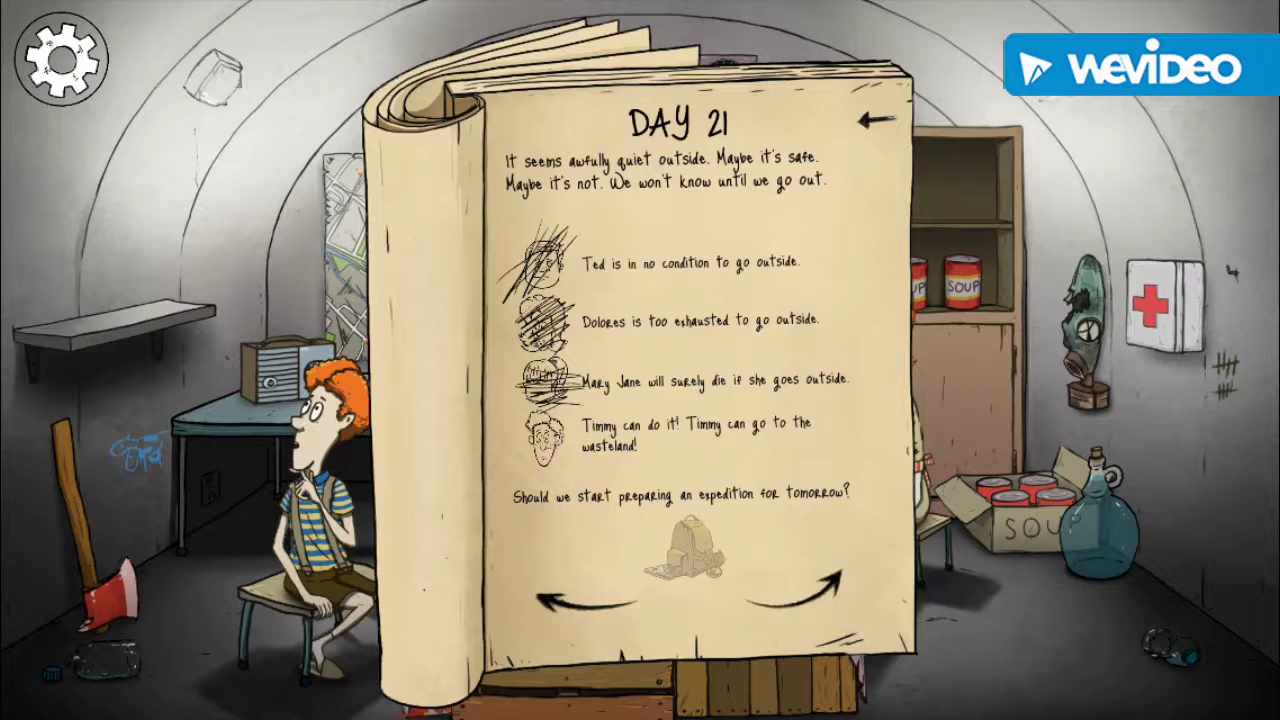 WEVIDEO
DAY 21
It seems awfully quiet outside. Maybe it's safe.
Maybe it's not. We won't know until we go out.
Ted is in no condition to go outside.
Dolores is too exhausted to go outside.
Mary Jane will surely die if she goes outside.
Timmy can do it! Timmy can go to the
wasteland!
Should we start preparing an expedition for tomorrow?
UP
SOUP
SOU